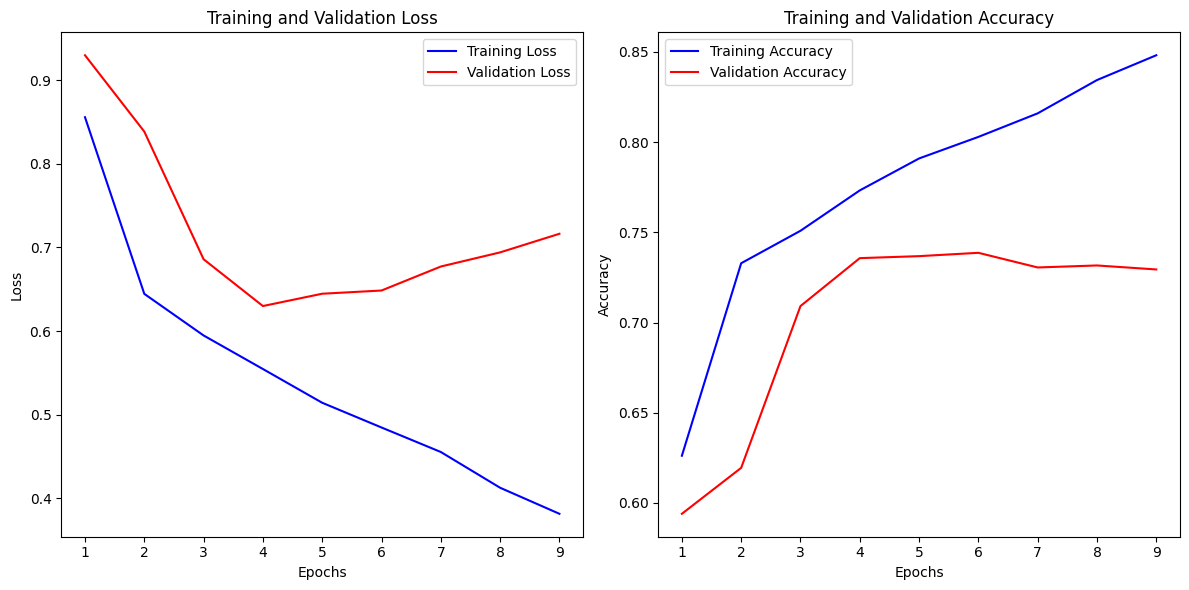 Training and Validation Loss
Training Loss
Validation Loss
0.9
0.8
0.7
0.6
0.5
0.4
Loss
1 2 3 4 5 6 7 8 9
Epochs
Training and Validation Accuracy
Training Accuracy
Validation Accuracy
0.85
0.80
0.75
0.70
0.65
0.60
Accuracy
1 2 3 4 5 6 7 8 9
Epochs